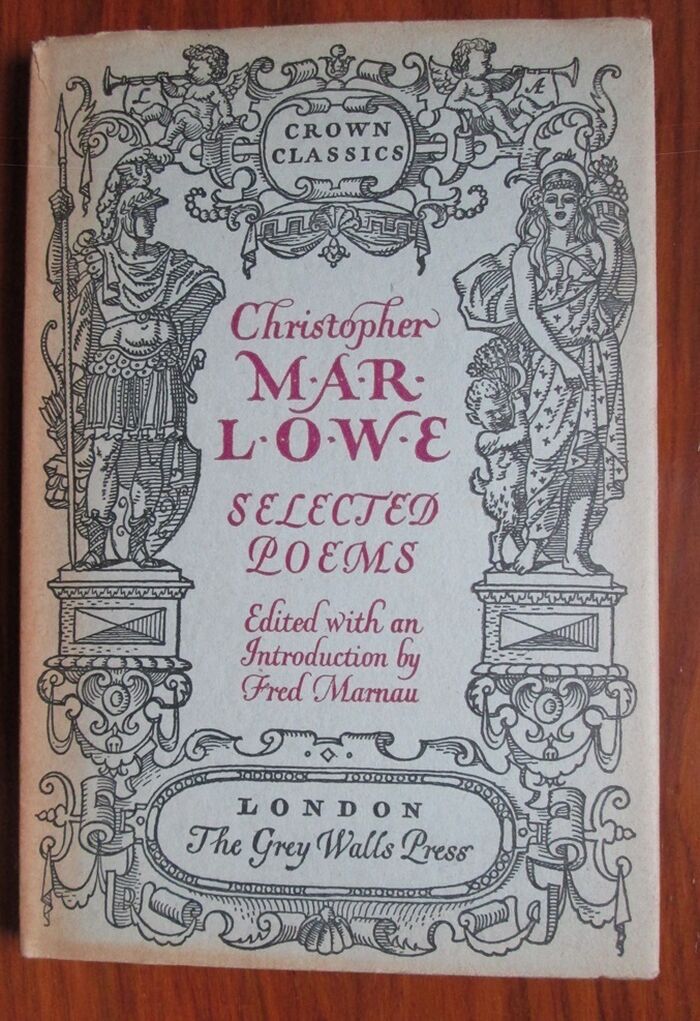 L
A
CROWN
CLASSICS
Christopher
M·A·R·
L·O·W·E
SELECTED
POEMS
Edited with an
Introduction by
Fred Marnau
LONDON
The Grey Walls Press